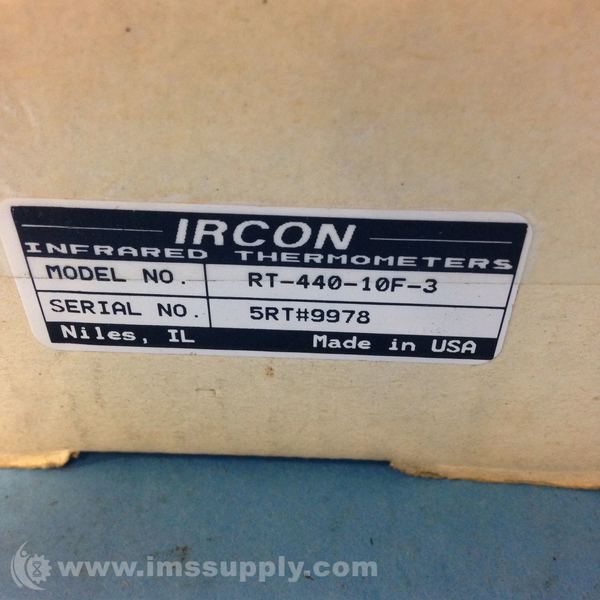 IRCON
INFRARED THERMOMETERS
MODEL NO. RT-440-10F-3
SERIAL NO. 5RT#9978
Niles, IL Made in USA
www.imssupply.com